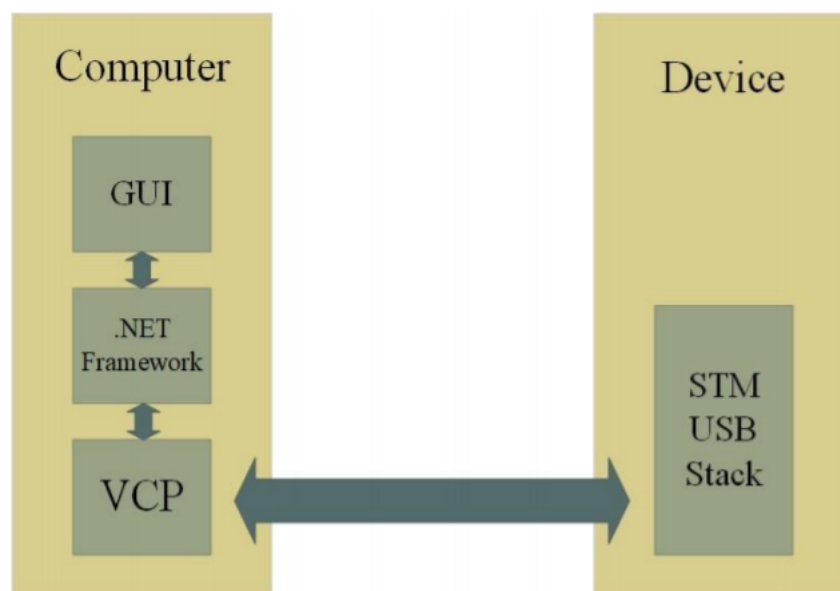 Computer
GUI
.NET
Framework
VCP
Device
STM
USB
Stack